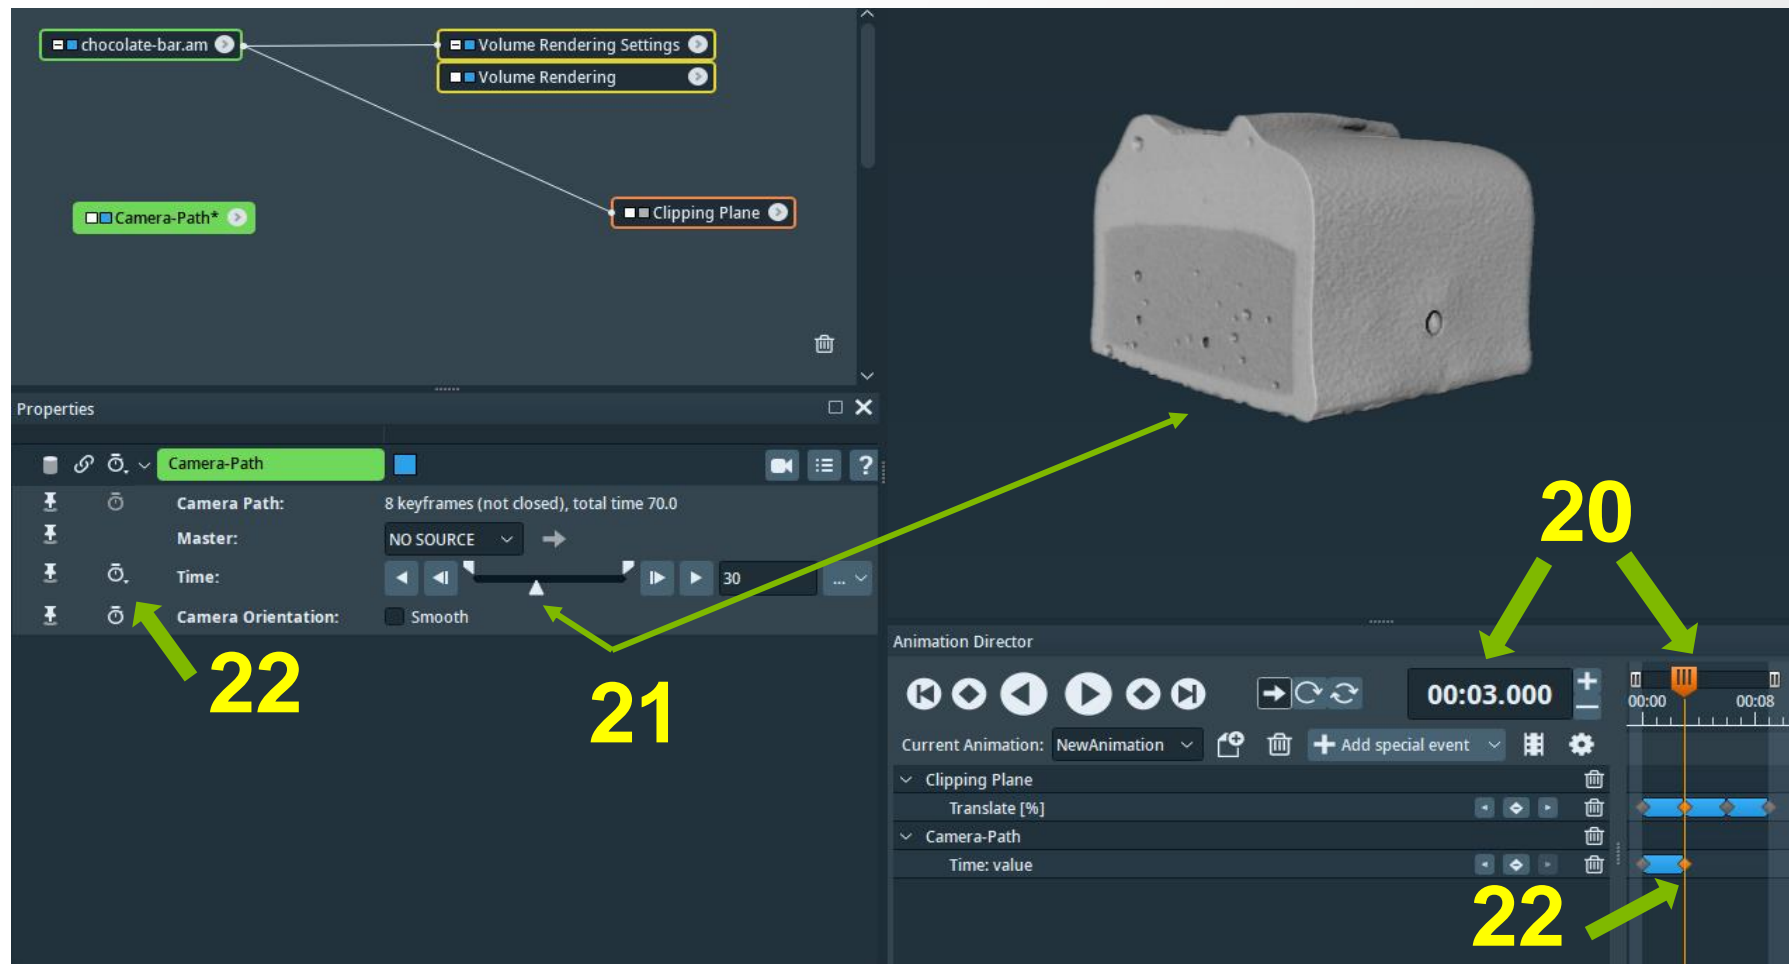 chocolate-bar.am
Volume Rendering Settings
Volume Rendering
Camera-Path*
Clipping Plane
Properties
Camera-Path
?
Camera Path:
8 keyframes (not closed), total time 70.0
Master:
NO SOURCE
Time:
30
...
Camera Orientation:
Smooth
22
21
20
Animation Director
00:03.000
00:00
00:08
Current Animation:
NewAnimation
Add special event
Clipping Plane
Translate [%]
Camera-Path
Time: value
22